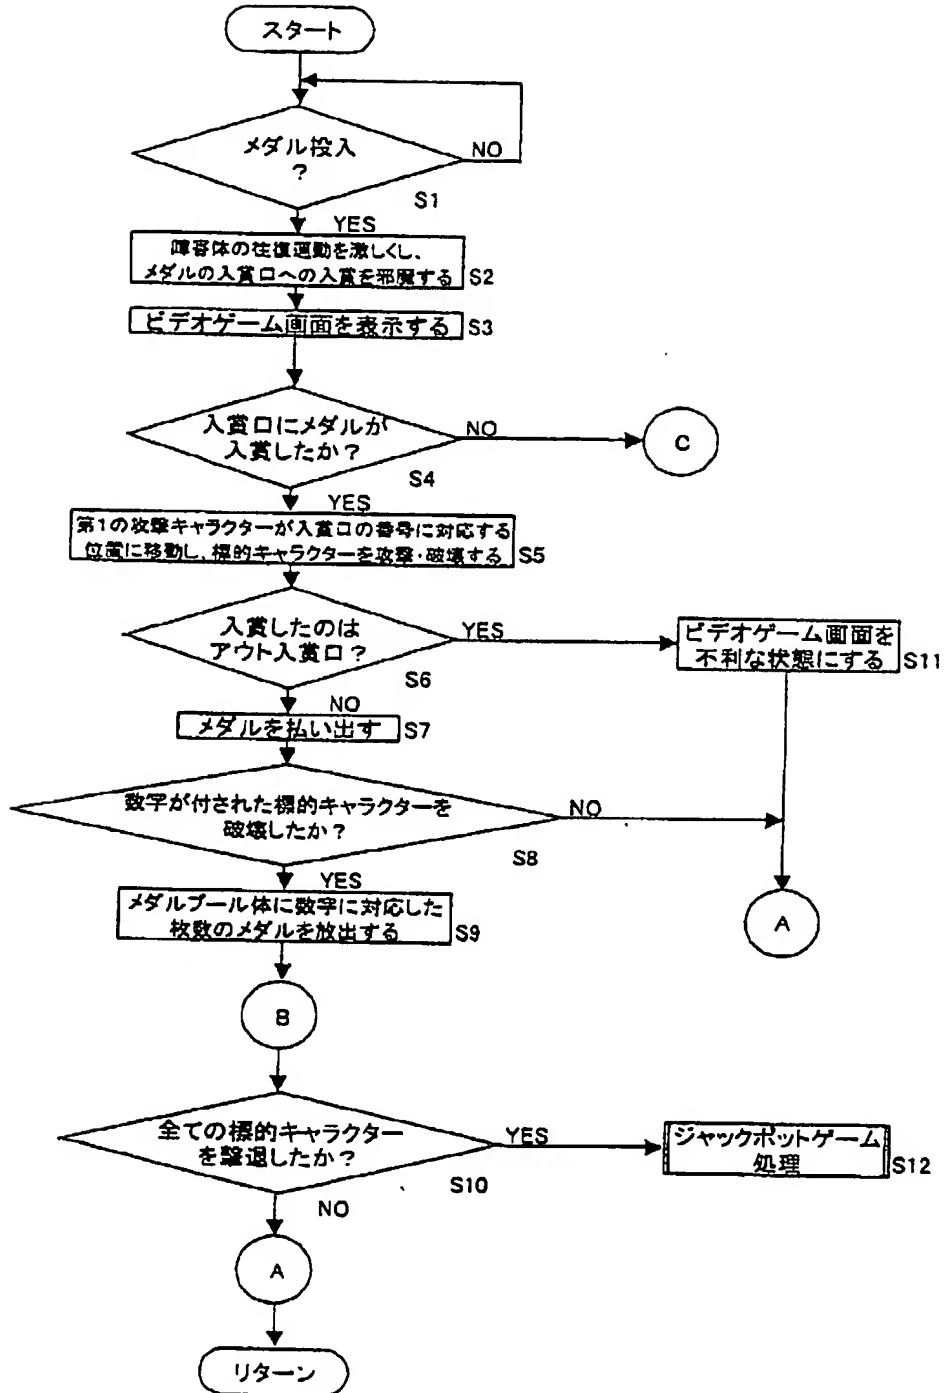 スタート
メダル投入
?
NO
S1
YES
障害体の往復運動を激しくし、
メダルの入賞口への入賞を邪魔する
S2
ビデオゲーム画面を表示する
S3
入賞口にメダルが
入賞したか?
NO
C
S4
YES
第1の攻撃キャラクターが入賞口の番号に対応する
位置に移動し、標的キャラクターを攻撃・破壊する
S5
入賞したのは
アウト入賞口?
YES
ビデオゲーム画面を
不利な状態にする
S11
S6
NO
メダルを払い出す
S7
数字が付された標的キャラクターを
破壊したか?
NO
S8
YES
メダルプール体に数字に対応した
枚数のメダルを放出する
S9
A
B
全ての標的キャラクター
を撃退したか?
YES
ジャックポットゲーム
処理
S12
S10
NO
A
リターン